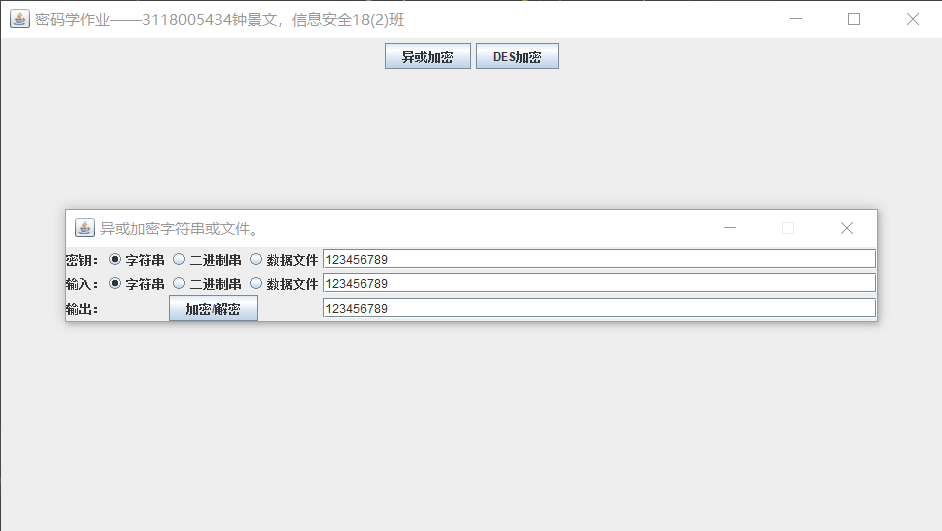 密码学作业——3118005434钟景文，信息安全18(2)班
异或加密 DES加密
异或加密字符串或文件。
密钥： 字符串 二进制串 数据文件 123456789
输入： 字符串 二进制串 数据文件 123456789
输出： 加密/解密 123456789